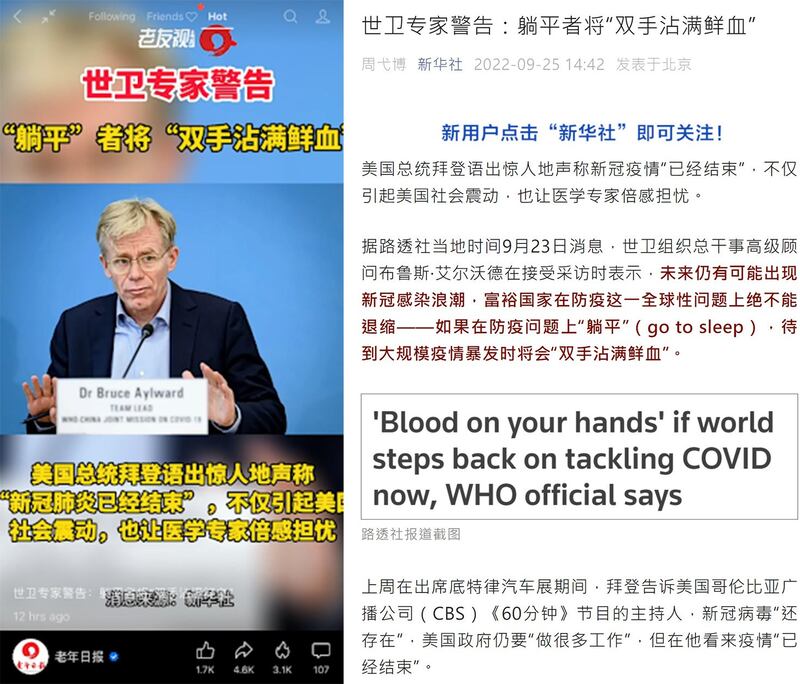 Following
Friends
Hot
老友视
世卫专家警告
“躺平”者将“双手沾满鲜血
Dr Bruce Aylward
TEAM LEAD
WHO-CHINA JOINT MISSION ON COVID-19
美国总统拜登语出惊人地声称
“新冠肺炎已经结束”,不仅引起美国
社会震动,也让医学专家倍感担忧
世卫专家警告:
消息来源:新华社
12 hrs ago
老年日报
1.7K
4.6K
3.1K
107
世卫专家警告:躺平者将“双手沾满鲜血”
周弋博 新华社 2022-09-25 14:42 发表于北京
新用户点击“新华社”即可关注!
美国总统拜登语出惊人地声称新冠疫情“已经结束”,不仅
引起美国社会震动,也让医学专家倍感担忧。
据路透社当地时间9月23日消息,世卫组织总干事高级顾
问布鲁斯·艾尔沃德在接受采访时表示,未来仍有可能出现
新冠感染浪潮,富裕国家在防疫这一全球性问题上绝不能
退缩——如果在防疫问题上“躺平”(go to sleep),待
到大规模疫情暴发时将会“双手沾满鲜血”。
'Blood on your hands' if world
steps back on tackling COVID
now, WHO official says
路透社报道截图
上周在出席底特律汽车展期间,拜登告诉美国哥伦比亚广
播公司(CBS)《60分钟》节目的主持人,新冠病毒“还
存在”,美国政府仍要“做很多工作”,但在他看来疫情“已
经结束”。